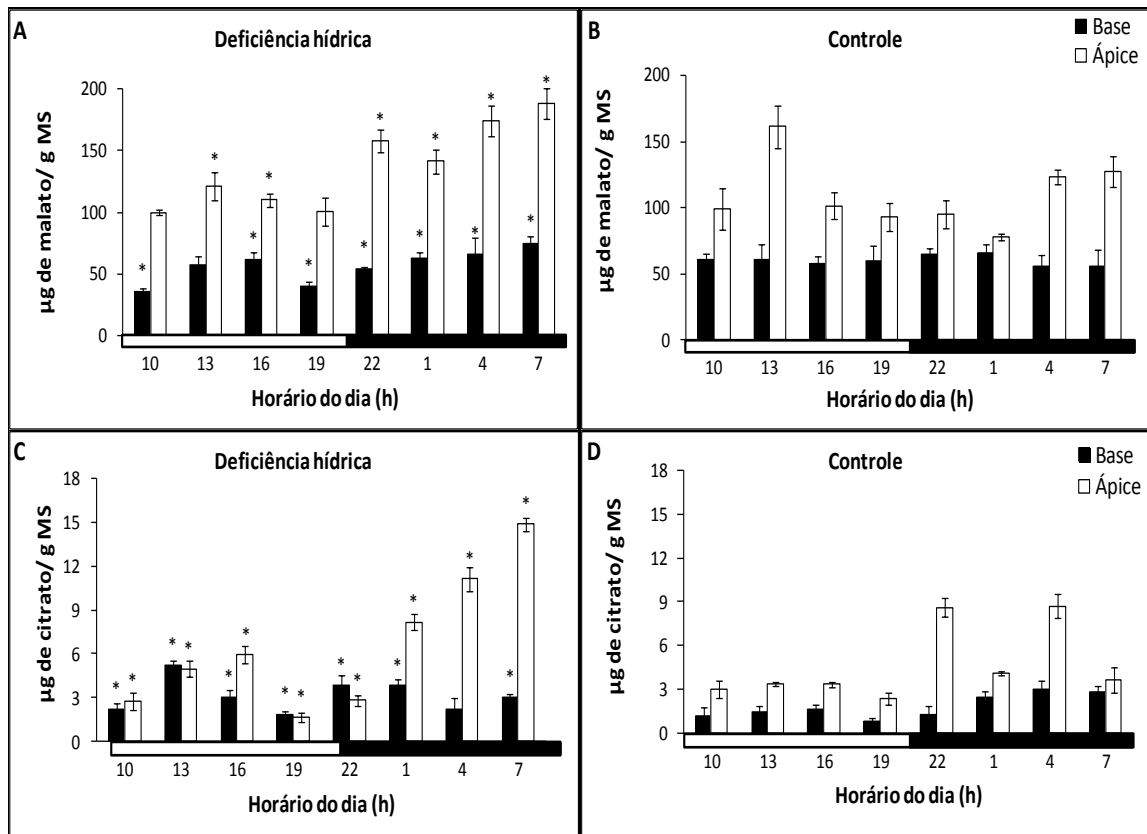 A
Deficiência hídrica
µg de malato/ g MS
200
150
100
50
0
* * * * * * * * * * * * *
10 13 16 19 22 1 4 7
Horário do dia (h)
B
Controle
Base
Ápice
µg de malato/ g MS
200
150
100
50
0
10 13 16 19 22 1 4 7
Horário do dia (h)
C
Deficiência hídrica
µg de citrato/ g MS
18
15
12
9
6
3
0
* * * * * * * * * * * * * * *
10 13 16 19 22 1 4 7
Horário do dia (h)
D
Controle
Base
Ápice
µg de citrato/ g MS
18
15
12
9
6
3
0
10 13 16 19 22 1 4 7
Horário do dia (h)